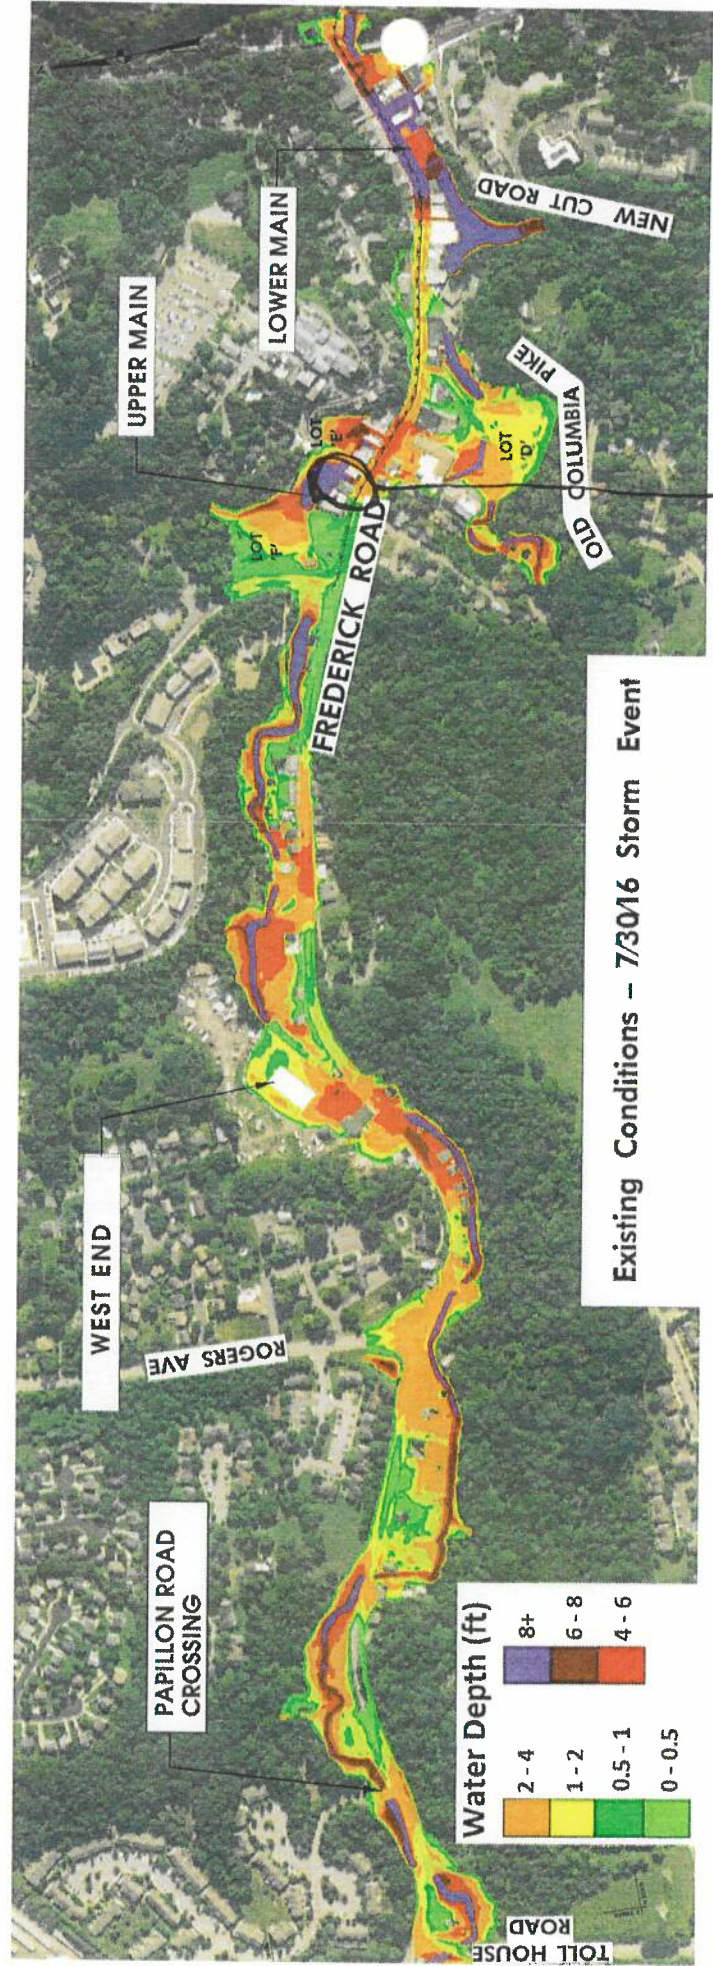 UPPER MAIN
LOWER MAIN
NEW CUT ROAD
LOT
'E'
LOT
'F'
LOT
'D'
OLD COLUMBIA PIKE
FREDERICK ROAD
WEST END
ROGERS AVE
PAPILLON ROAD
CROSSING
TOLL HOUSE
ROAD
Existing Conditions – 7/30/16 Storm Event
Water Depth (ft)
2 - 4
1 - 2
0.5 - 1
0 - 0.5
8+
6 - 8
4 - 6